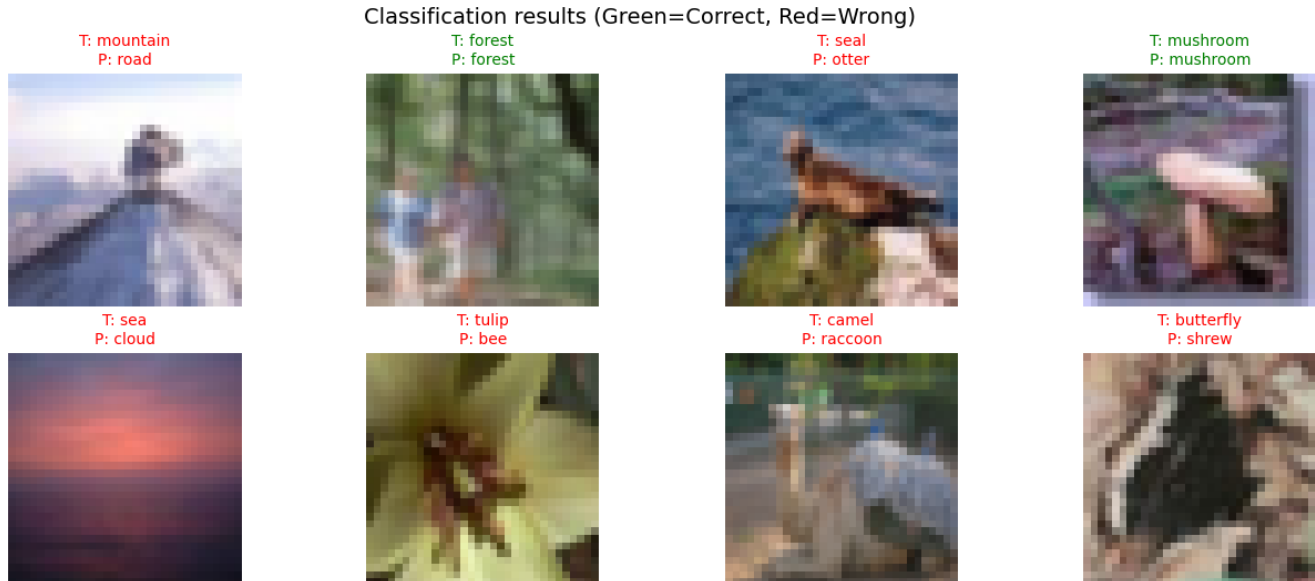 Classification results (Green=Correct, Red=Wrong)
T: mountain
P: road
T: forest
P: forest
T: seal
P: otter
T: mushroom
P: mushroom
T: sea
P: cloud
T: tulip
P: bee
T: camel
P: raccoon
T: butterfly
P: shrew